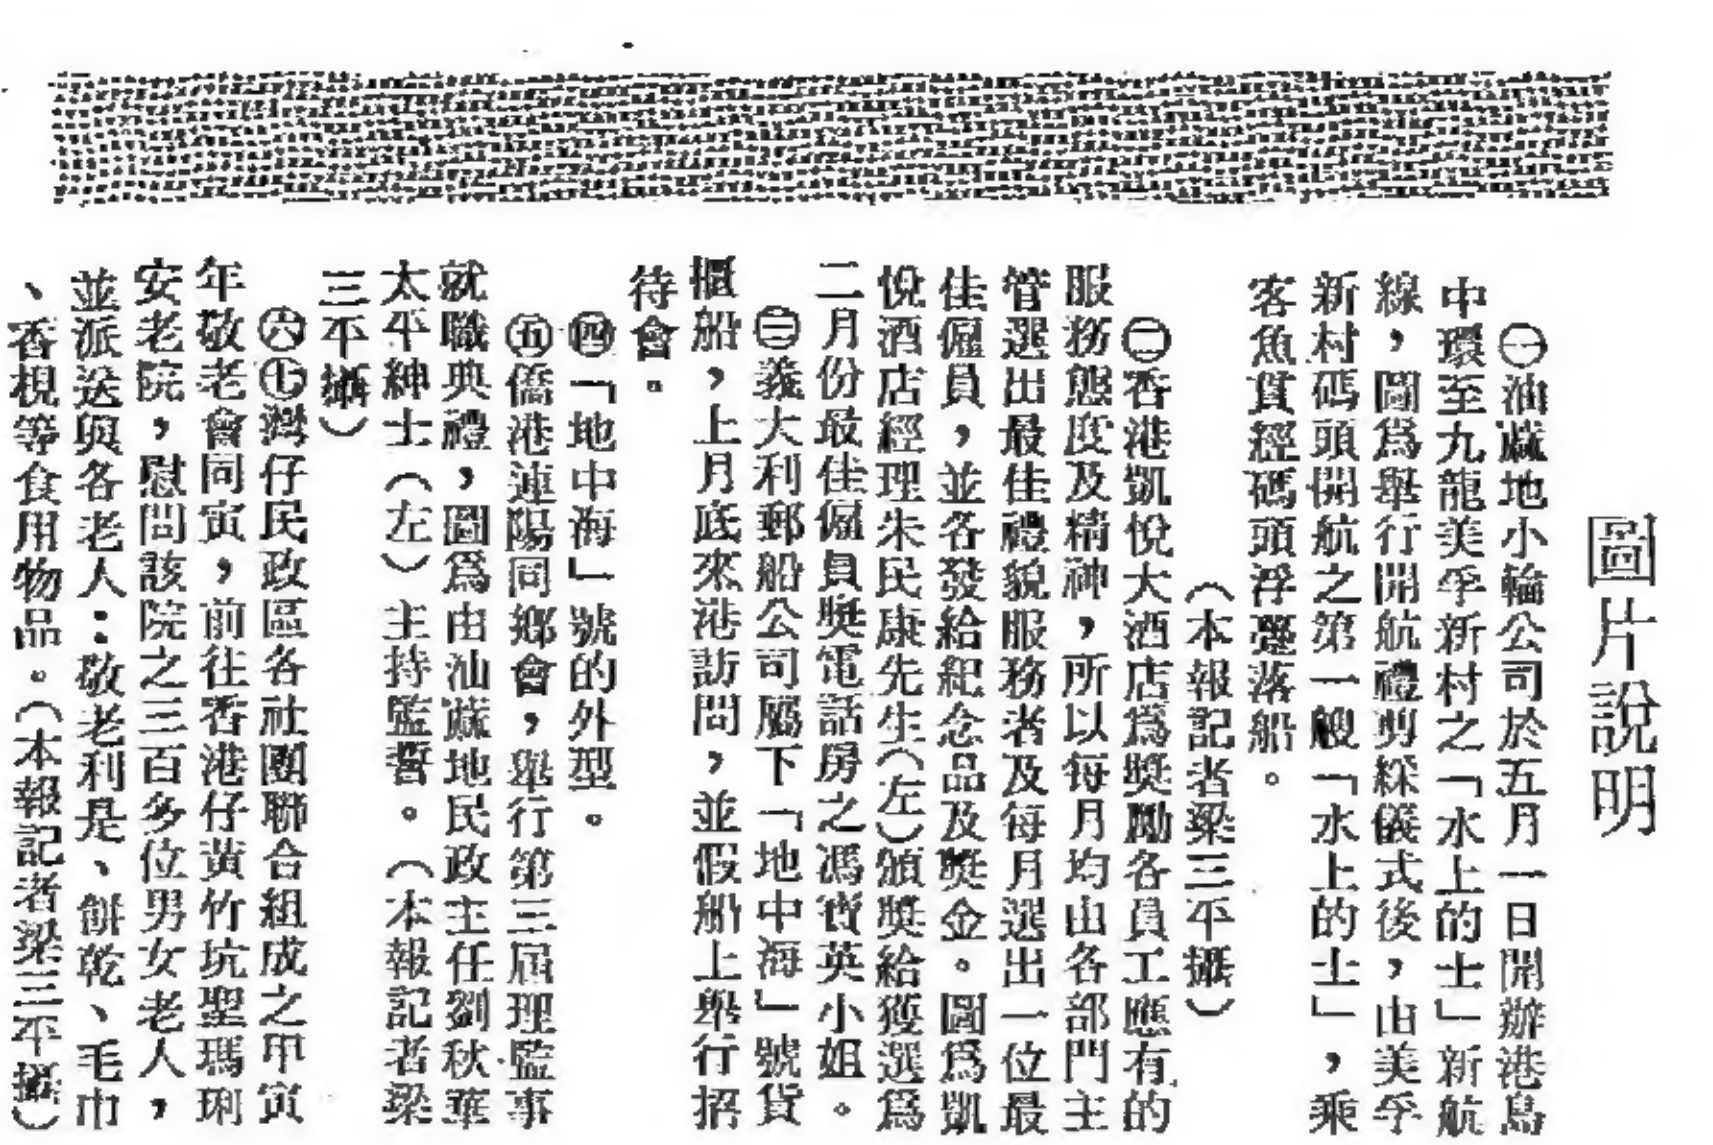 圖片說明
㊀油蔴地小輪公司於五月一日開辦港島
中環至九龍美孚新村之「水上的士」新航
線，圖爲舉行開航禮剪綵儀式後，由美孚
新村碼頭開航之第一艘「水上的士」，乘
客魚貫經碼頭浮躉落船。
（本報記者梁三平攝）
㊁香港凱悅大酒店爲獎勵各員工應有的
服務態度及精神，所以每月均由各部門主
管選出最佳禮貌服務者及每月選出一位最
佳僱員，並各發給紀念品及獎金。圖爲凱
悅酒店經理朱民康先生（左）頒獎給獲選爲
二月份最佳僱員獎電話房之馮寶英小姐。
㊂義大利郵船公司屬下「地中海」號貨
櫃船，上月底來港訪問，並假船上舉行招
待會。
㊃「地中海」號的外型。
㊄僑港連陽同鄉會，舉行第三屆理監事
就職典禮，圖爲由油蔴地民政主任劉秋華
太平紳士（左）主持監誓。（本報記者梁
三平攝）
㊅㊆灣仔民政區各社團聯合組成之甲寅
年敬老會同寅，前往香港仔黃竹坑聖瑪琍
安老院，慰問該院之三百多位男女老人，
並派送與各老人：敬老利是、餅乾、毛巾
、香梘等食用物品。（本報記者梁三平攝）